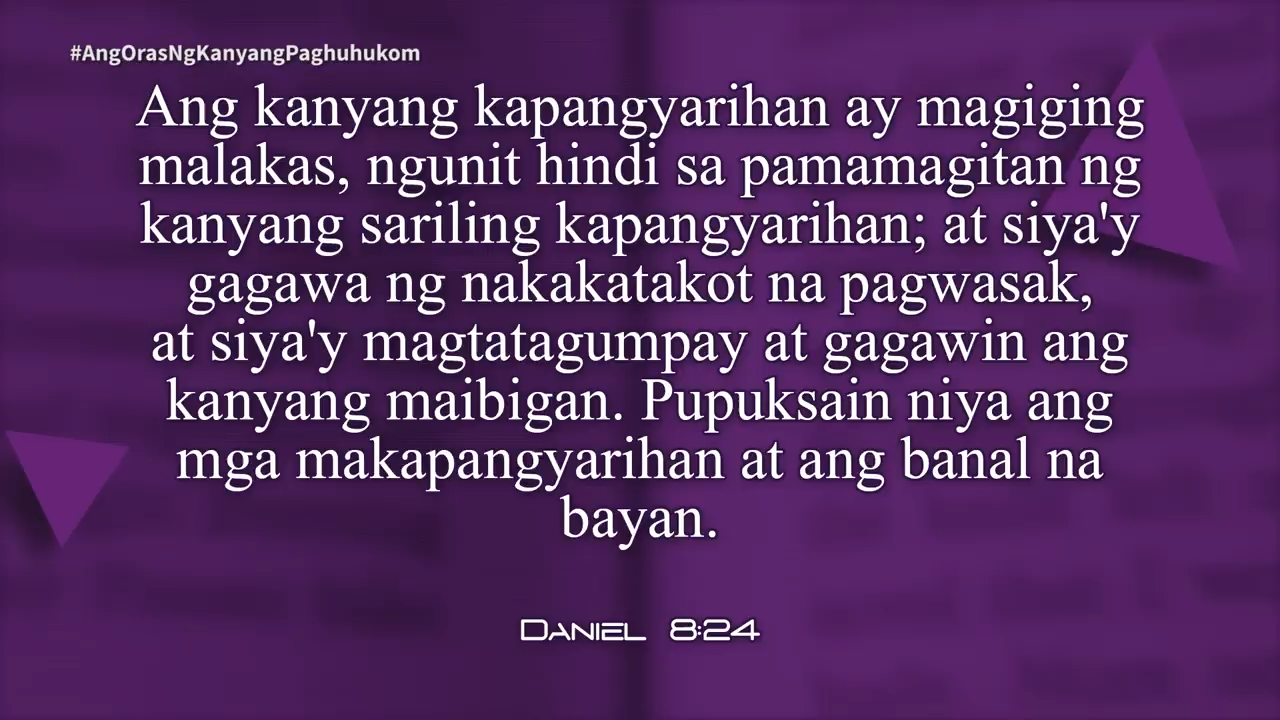 #AngOrasNgKanyangPaghuhukom
Ang kanyang kapangyarihan ay magiging
malakas, ngunit hindi sa pamamagitan ng
kanyang sariling kapangyarihan; at siya'y
gagawa ng nakakatakot na pagwasak,
at siya'y magtatagumpay at gagawin ang
kanyang maibigan. Pupuksain niya ang
mga makapangyarihan at ang banal na
bayan.
Daniel 8:24